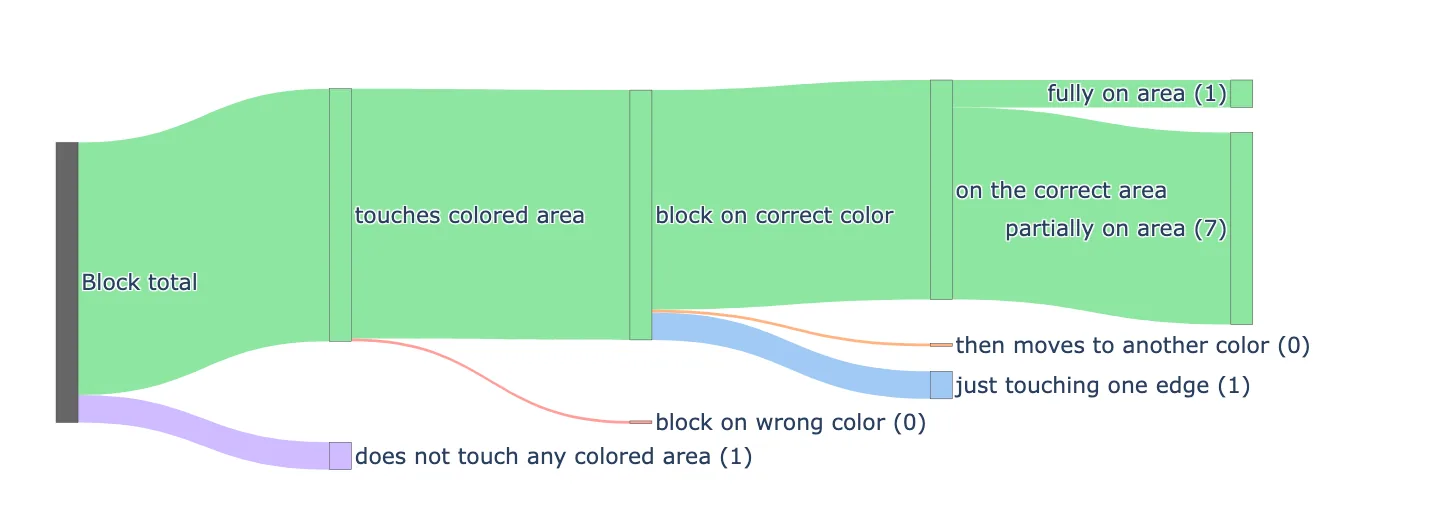 fully on area (1)
on the correct area
touches colored area
block on correct color
partially on area (7)
Block total
then moves to another color (0)
just touching one edge (1)
block on wrong color (0)
does not touch any colored area (1)